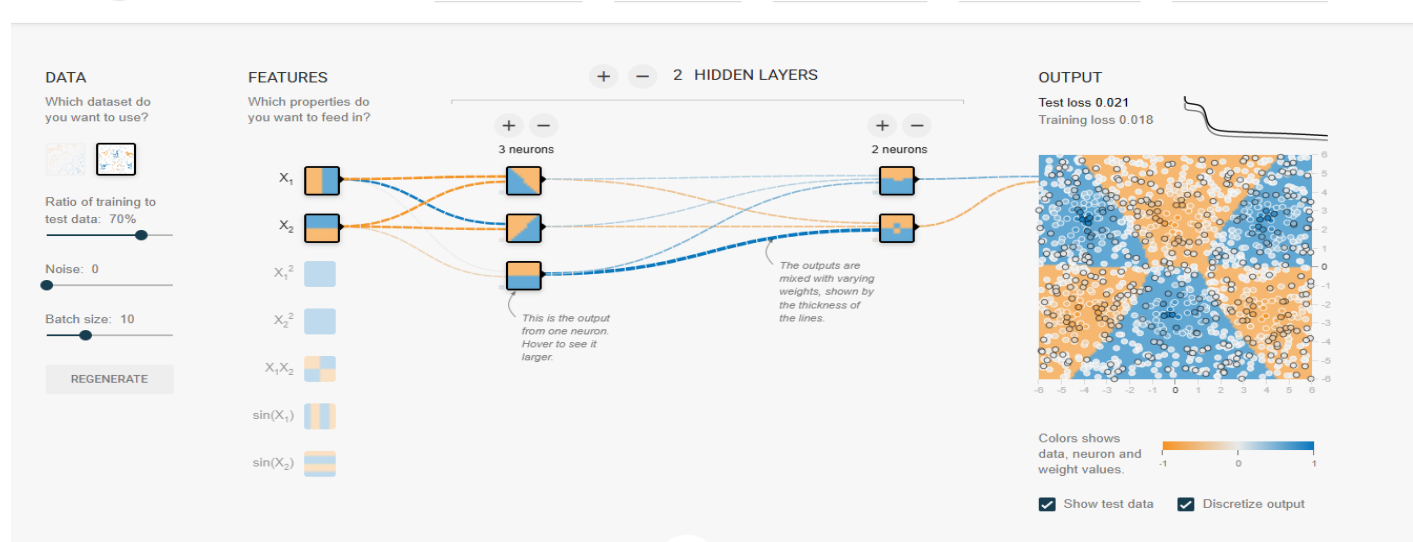 DATA
Which dataset do
you want to use?
Ratio of training to
test data: 70%
Noise: 0
Batch size: 10
REGENERATE
FEATURES
Which properties do
you want to feed in?
X₁
X₂
X₁²
X₂²
X₁X₂
sin(X₁)
sin(X₂)
+ − 2 HIDDEN LAYERS
+ −
3 neurons
+ −
2 neurons
This is the output
from one neuron.
Hover to see it
larger.
The outputs are
mixed with varying
weights, shown by
the thickness of
the lines.
OUTPUT
Test loss 0.021
Training loss 0.018
6
5
4
3
2
1
0
-1
-2
-3
-4
-5
-6
-6 -5 -4 -3 -2 -1 0 1 2 3 4 5 6
Colors shows
data, neuron and
weight values.
-1 0 1
Show test data
Discretize output